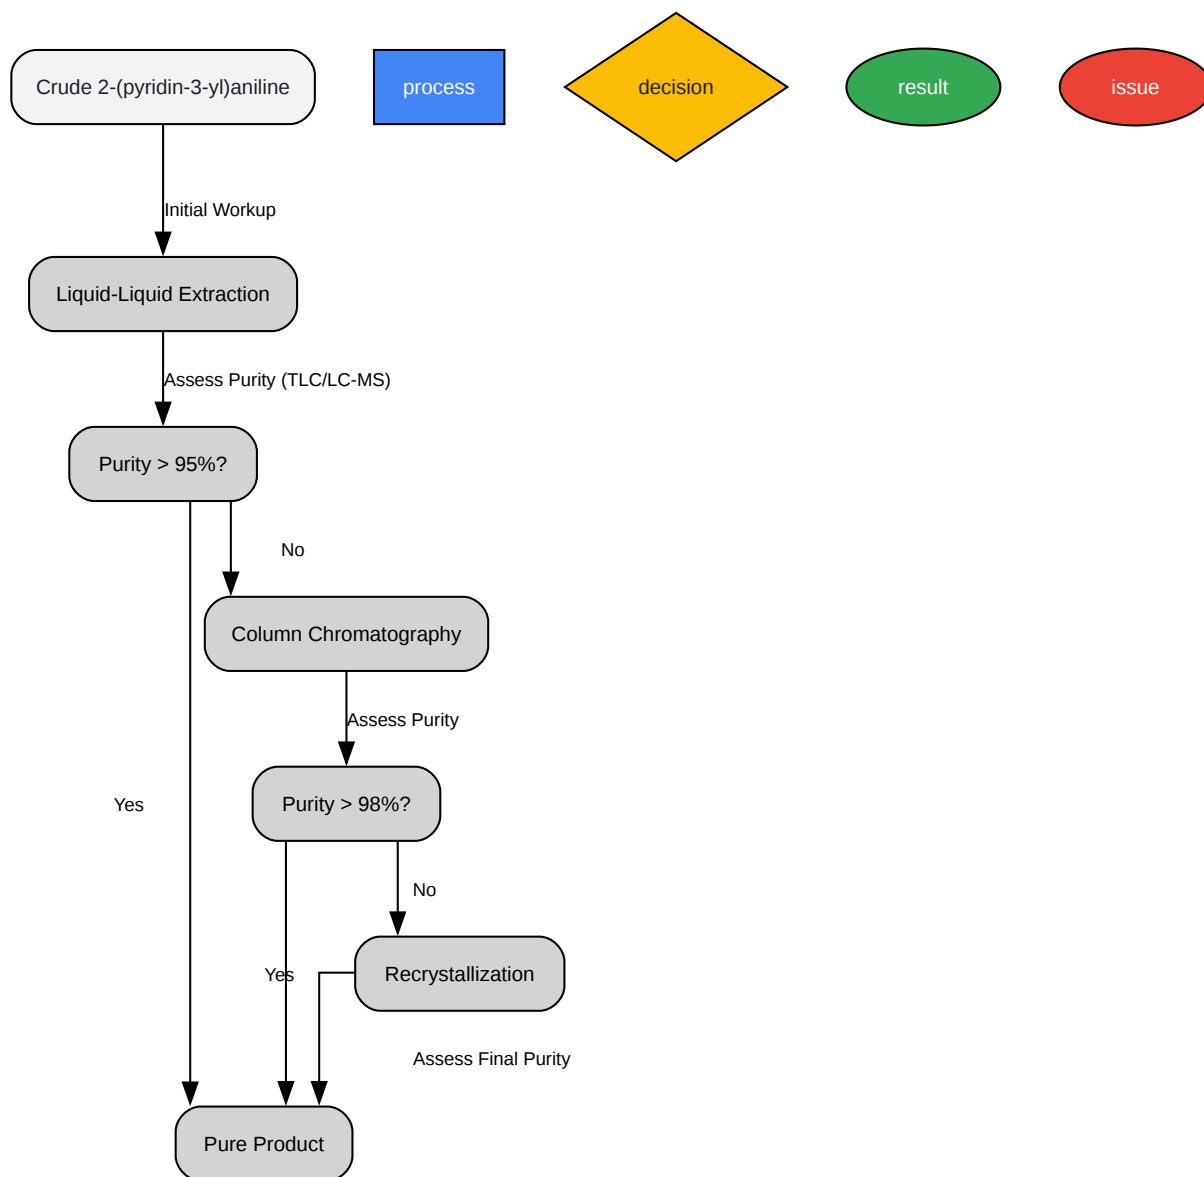 Crude 2-(pyridin-3-yl)aniline
process
decision
result
issue
Initial Workup
Liquid-Liquid Extraction
Assess Purity (TLC/LC-MS)
Purity > 95%?
No
Column Chromatography
Assess Purity
Yes
Purity > 98%?
No
Yes
Recrystallization
Assess Final Purity
Pure Product